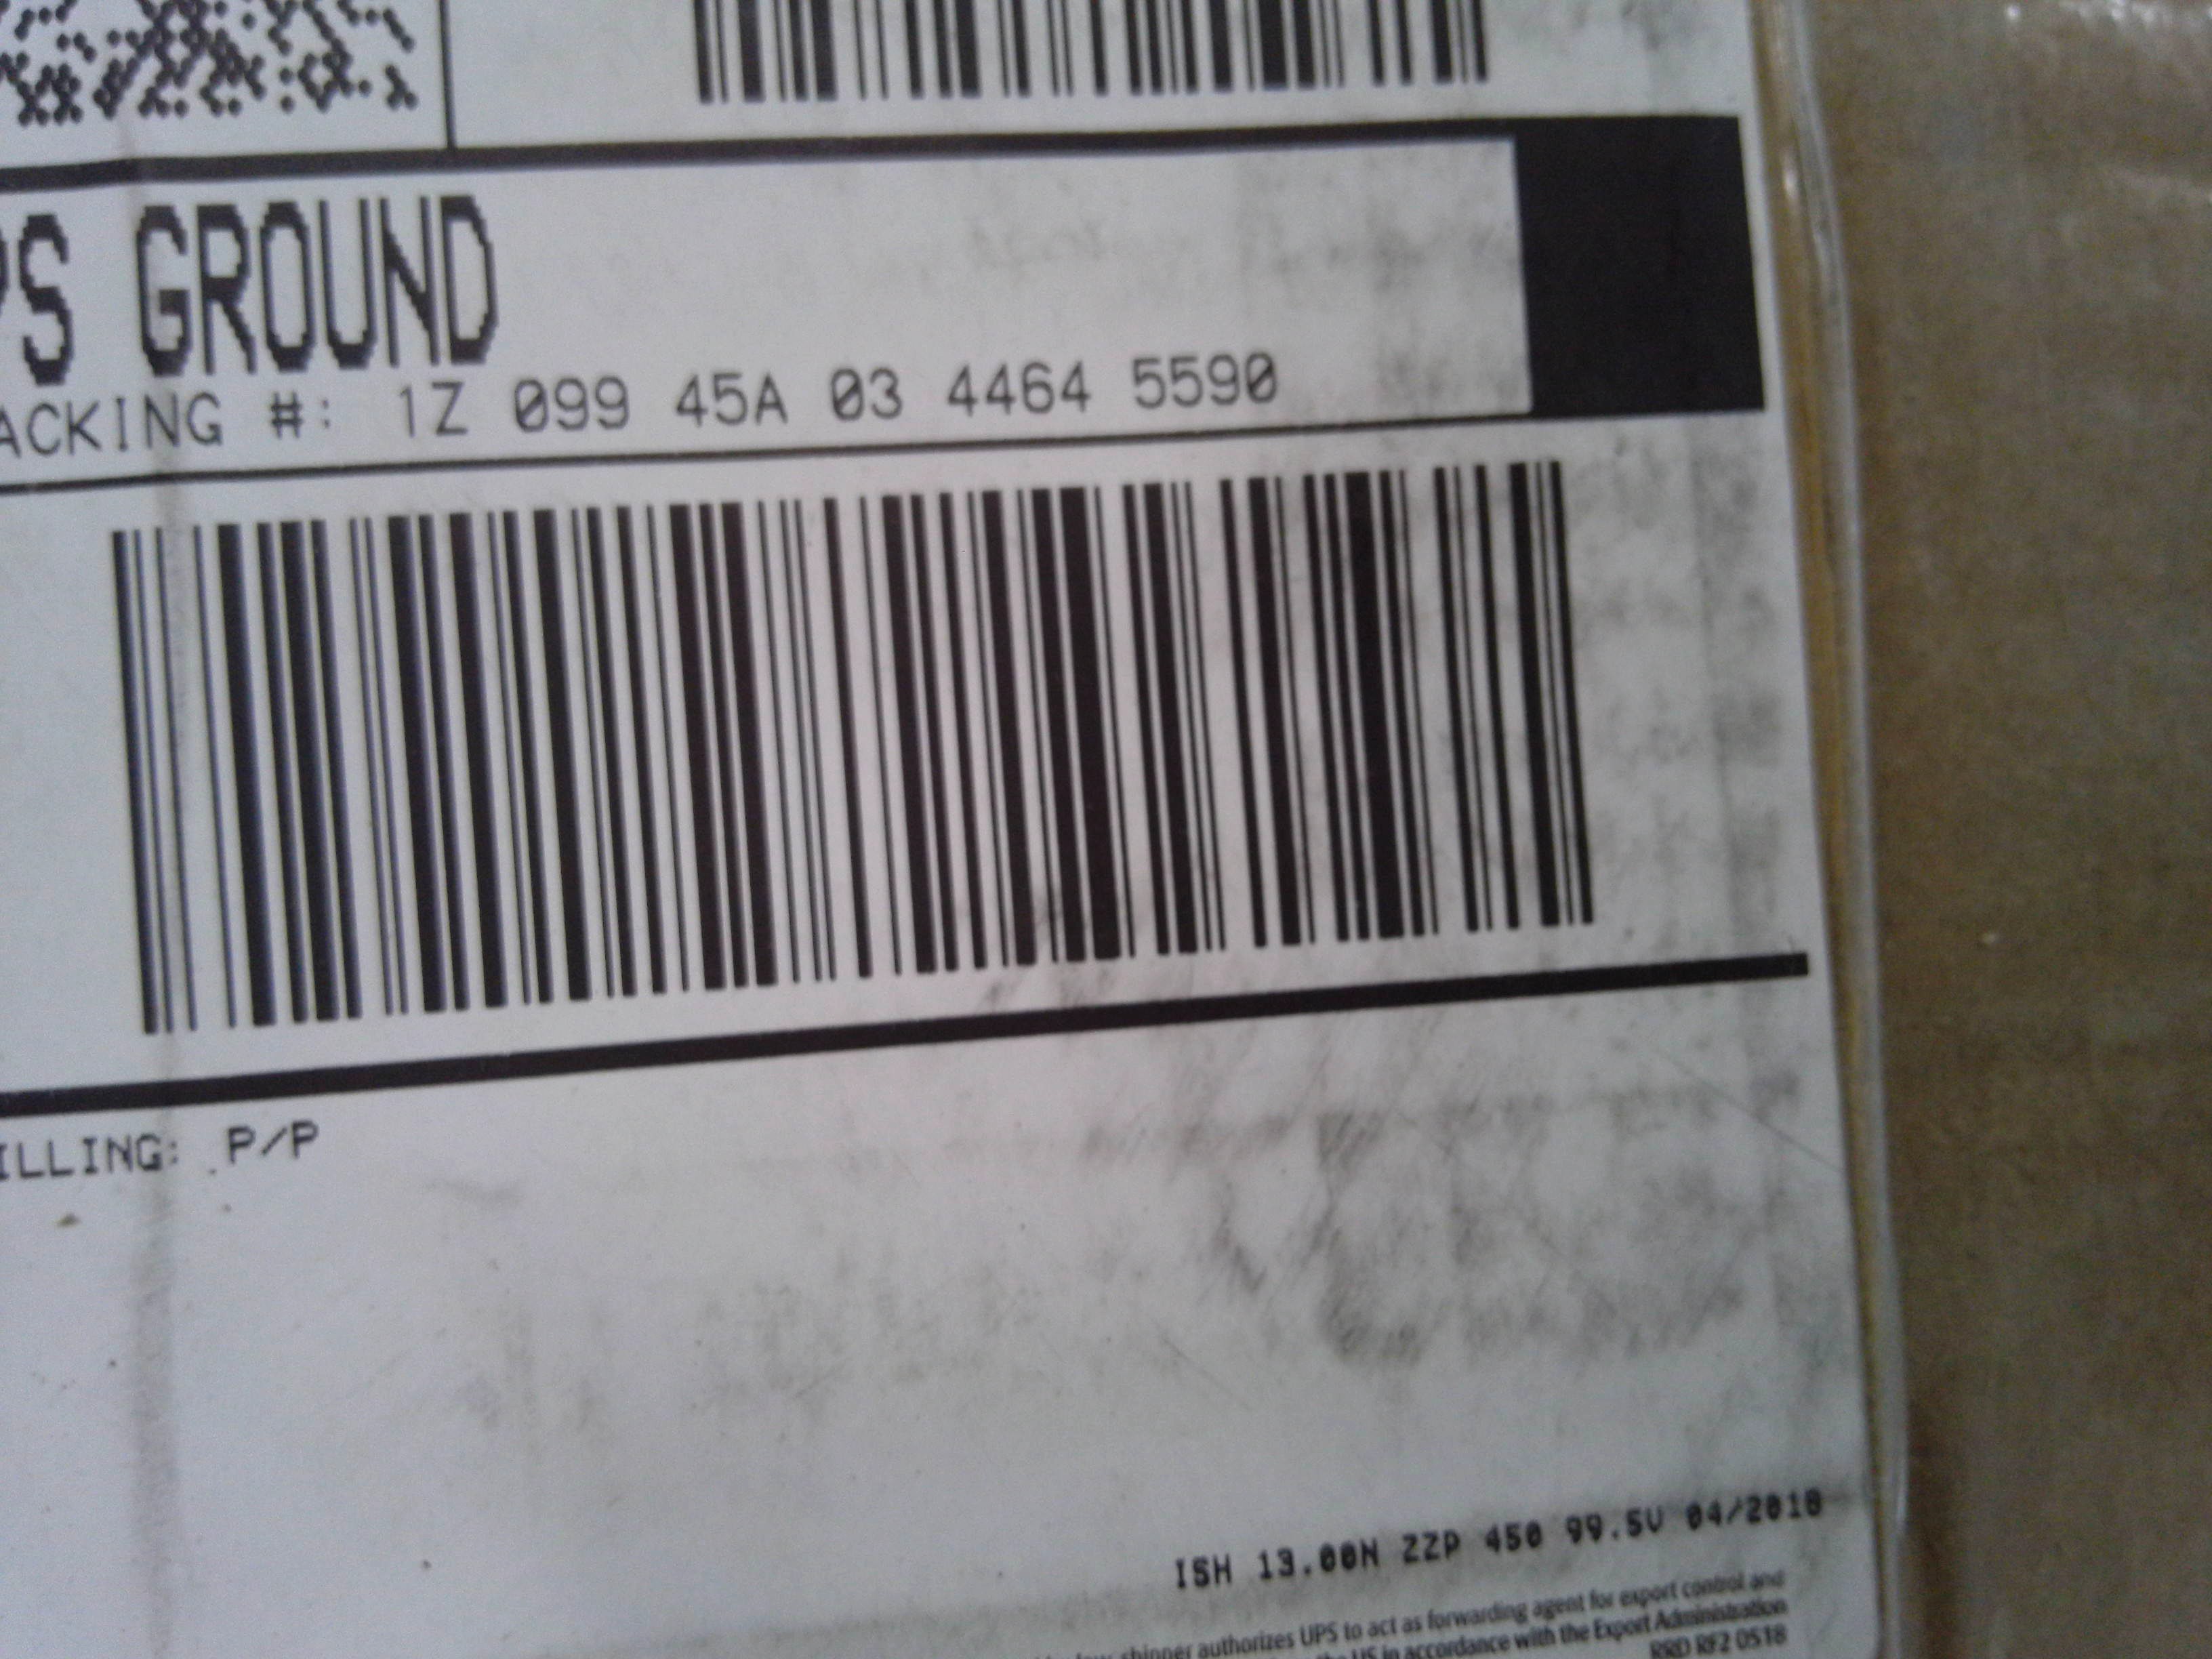 PS GROUND
ACKING #: 1Z 099 45A 03 4464 5590
ILLING: P/P
ISH 13.00N ZZP 450 99.5V 04/2018
shipper authorizes UPS to act as forwarding agent for export control and
the US in accordance with the Export Administration
RRD RF2 0518